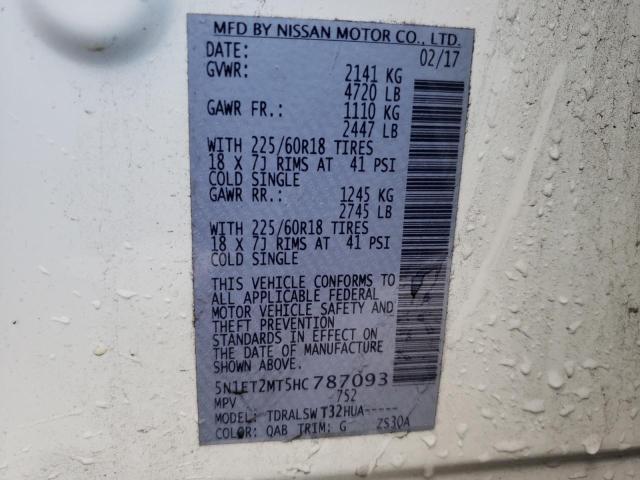 MFD BY NISSAN MOTOR CO., LTD.
DATE: 02/17
GVWR: 2141 KG
4720 LB
GAWR FR.: 1110 KG
2447 LB
WITH 225/60R18 TIRES
18 X 7J RIMS AT 41 PSI
COLD SINGLE
GAWR RR.: 1245 KG
2745 LB
WITH 225/60R18 TIRES
18 X 7J RIMS AT 41 PSI
COLD SINGLE
THIS VEHICLE CONFORMS TO
ALL APPLICABLE FEDERAL
MOTOR VEHICLE SAFETY AND
THEFT PREVENTION
STANDARDS IN EFFECT ON
THE DATE OF MANUFACTURE
SHOWN ABOVE.
5N1ET2MT5HC787093
MPV 752
MODEL: TDRALSW T32HUA-----
COLOR: QAB TRIM: G ZS30A